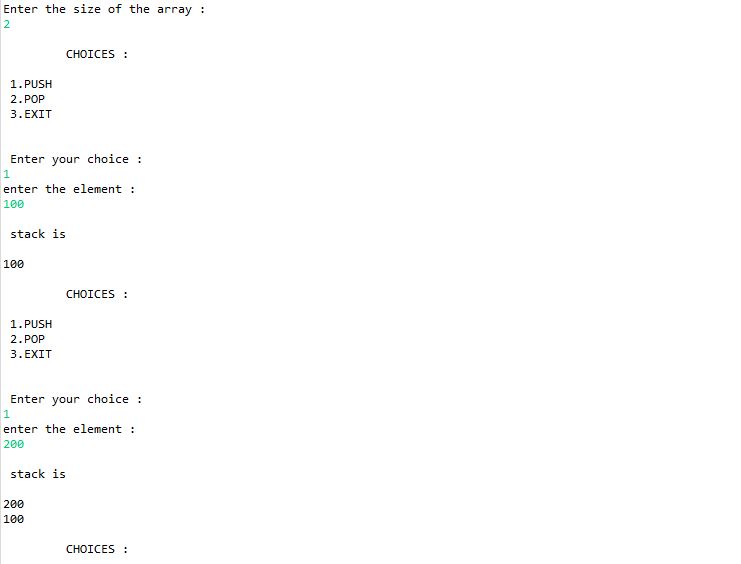 Enter the size of the array :
2
CHOICES :
1.PUSH
2.POP
3.EXIT
Enter your choice :
1
enter the element :
100
stack is
100
CHOICES :
1.PUSH
2.POP
3.EXIT
Enter your choice :
1
enter the element :
200
stack is
200
100
CHOICES :